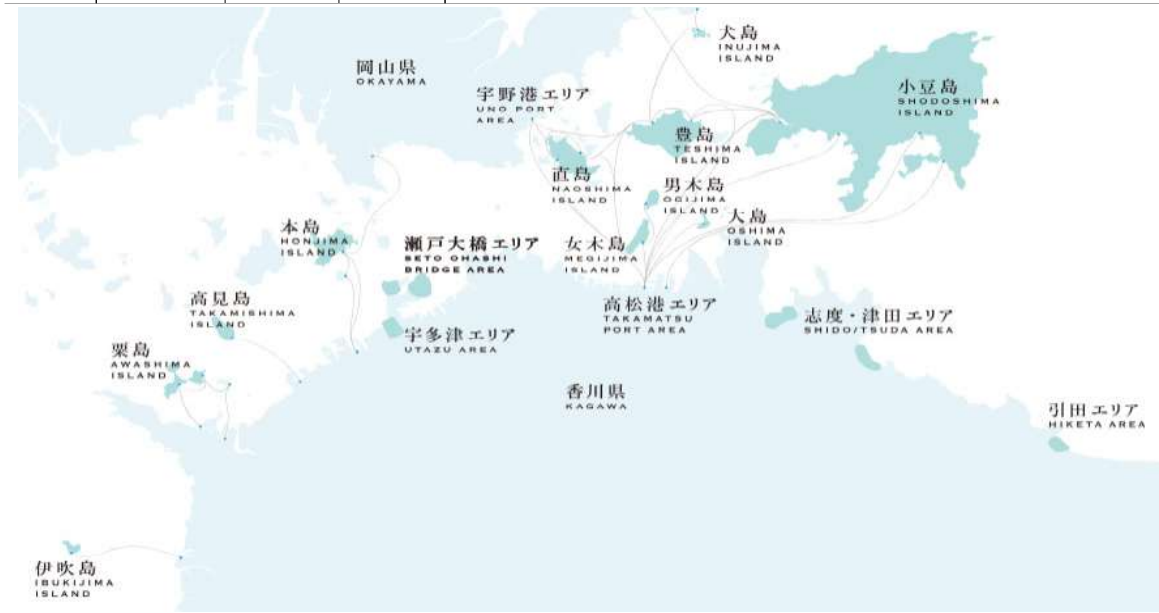 犬島
INUJIMA
ISLAND
岡山県
OKAYAMA
宇野港エリア
UNO PORT
AREA
小豆島
SHODOSHIMA
ISLAND
豊島
TESHIMA
ISLAND
直島
NAOSHIMA
ISLAND
男木島
OGIJIMA
ISLAND
大島
OSHIMA
ISLAND
本島
HONJIMA
ISLAND
瀬戸大橋エリア
SETO OHASHI
BRIDGE AREA
女木島
MEGIJIMA
ISLAND
高見島
TAKAMISHIMA
ISLAND
高松港エリア
TAKAMATSU
PORT AREA
志度・津田エリア
SHIDO/TSUDA AREA
宇多津エリア
UTAZU AREA
粟島
AWASHIMA
ISLAND
香川県
KAGAWA
引田エリア
HIKETA AREA
伊吹島
IBUKIJIMA
ISLAND